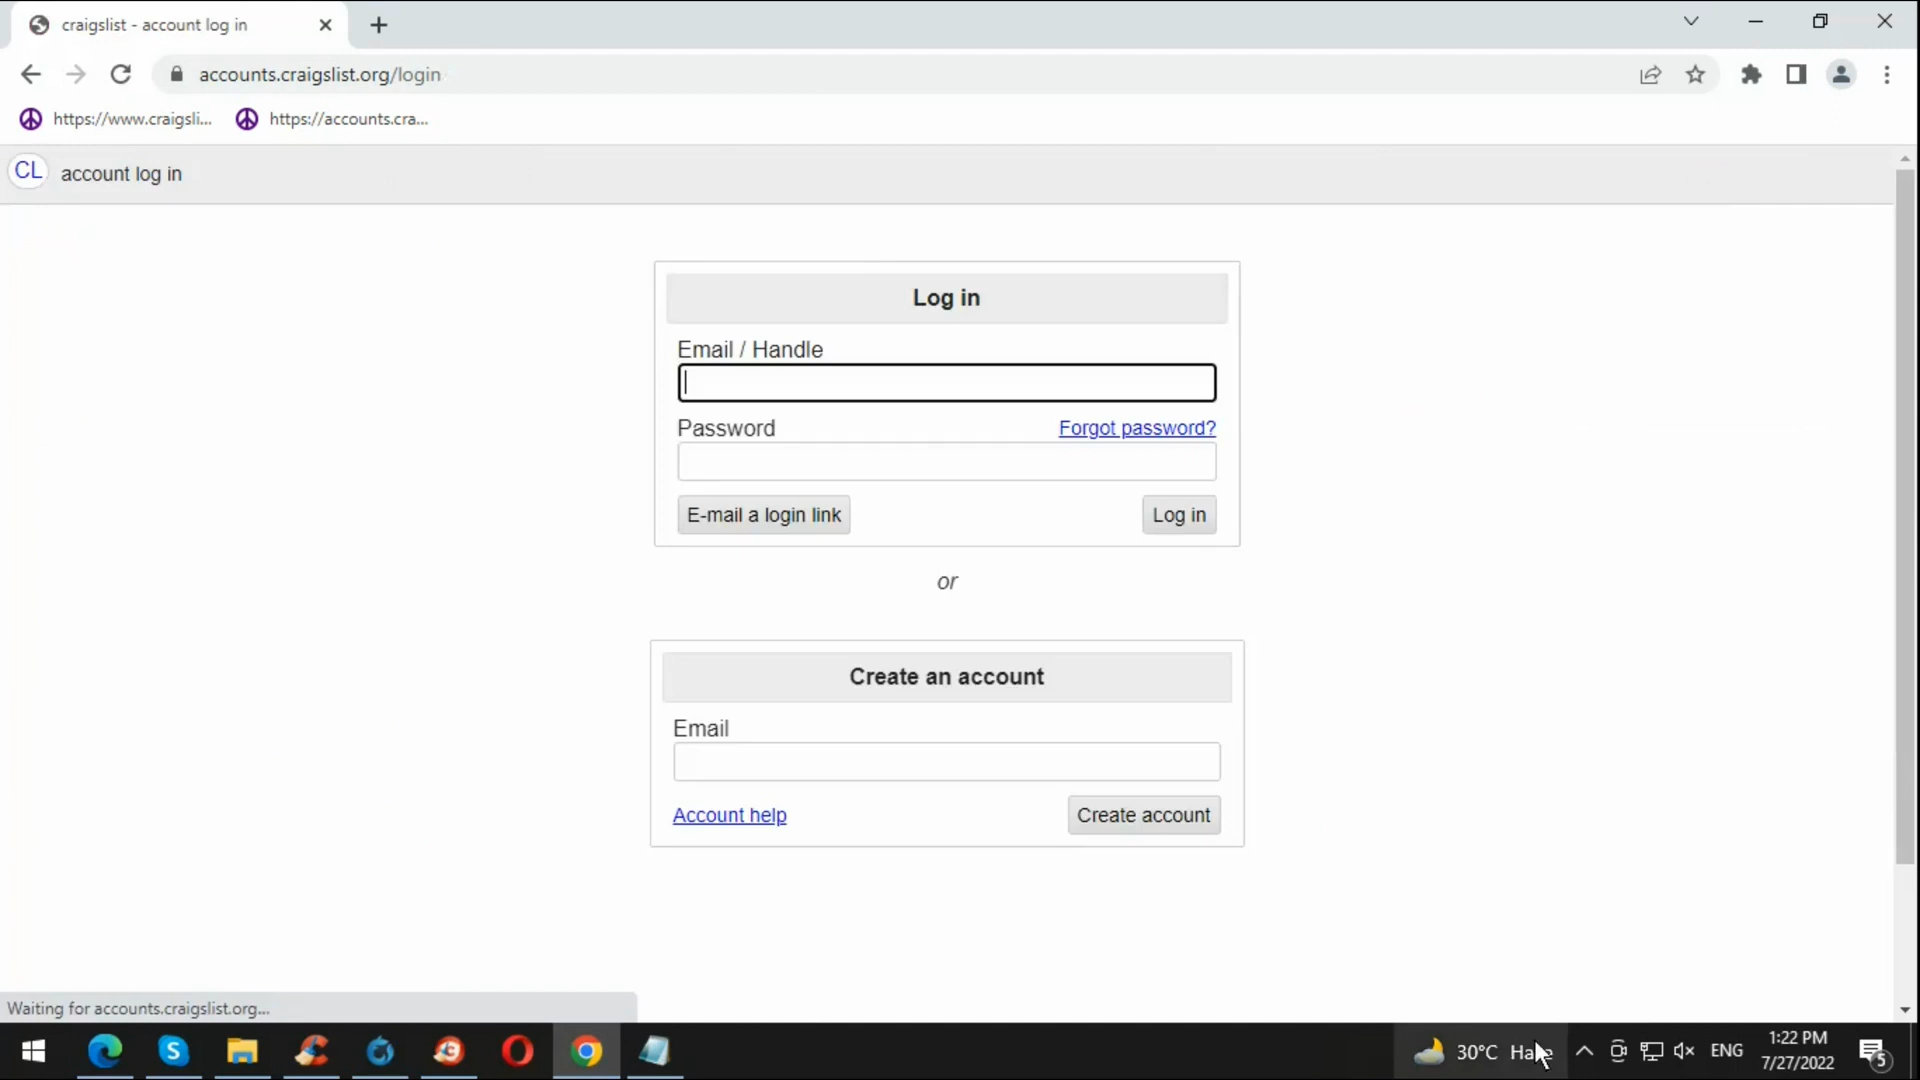 craigslist - account log in
accounts.craigslist.org/login
https://www.craigsli... https://accounts.cra...
CL account log in
Log in
Email / Handle
Password Forgot password?
E-mail a login link Log in
or
Create an account
Email
Account help Create account
Waiting for accounts.craigslist.org...
30°C ENG 1:22 PM
7/27/2022 5